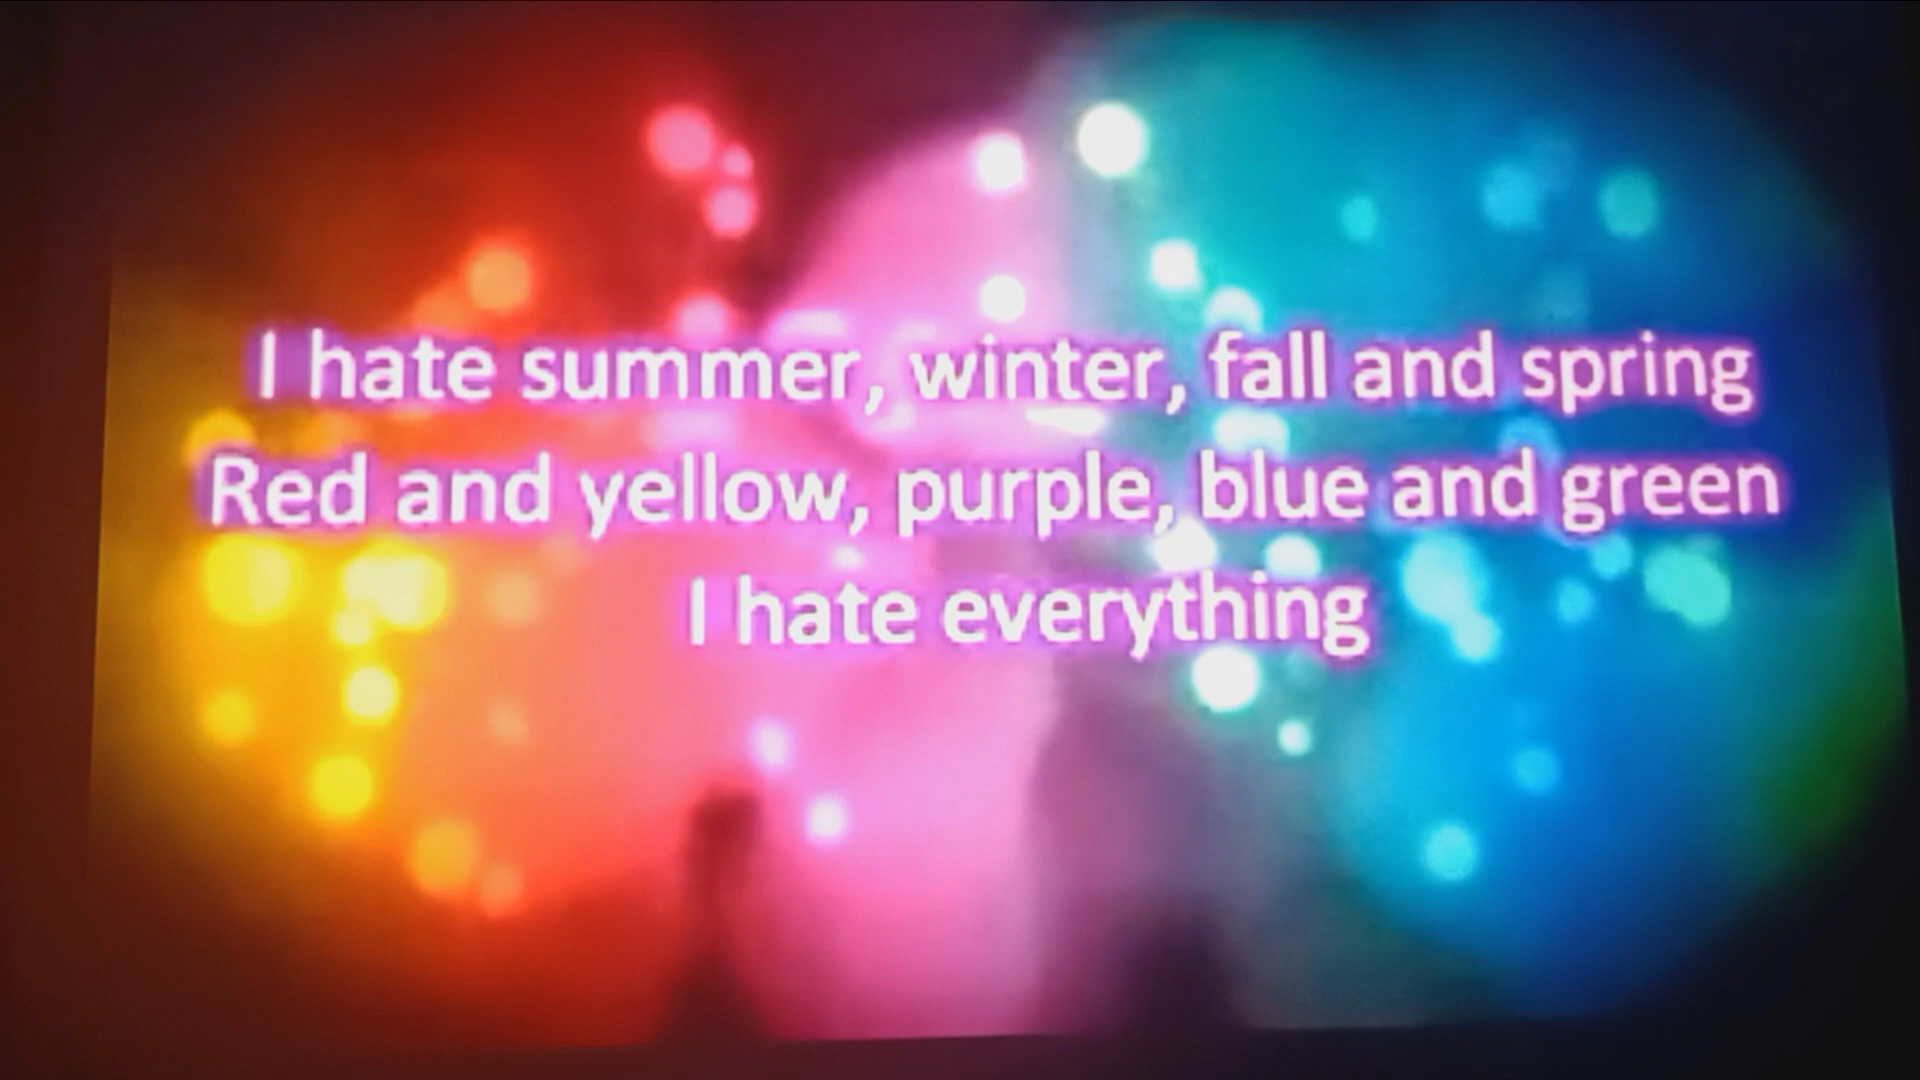 I hate summer, winter, fall and spring
Red and yellow, purple, blue and green
I hate everything